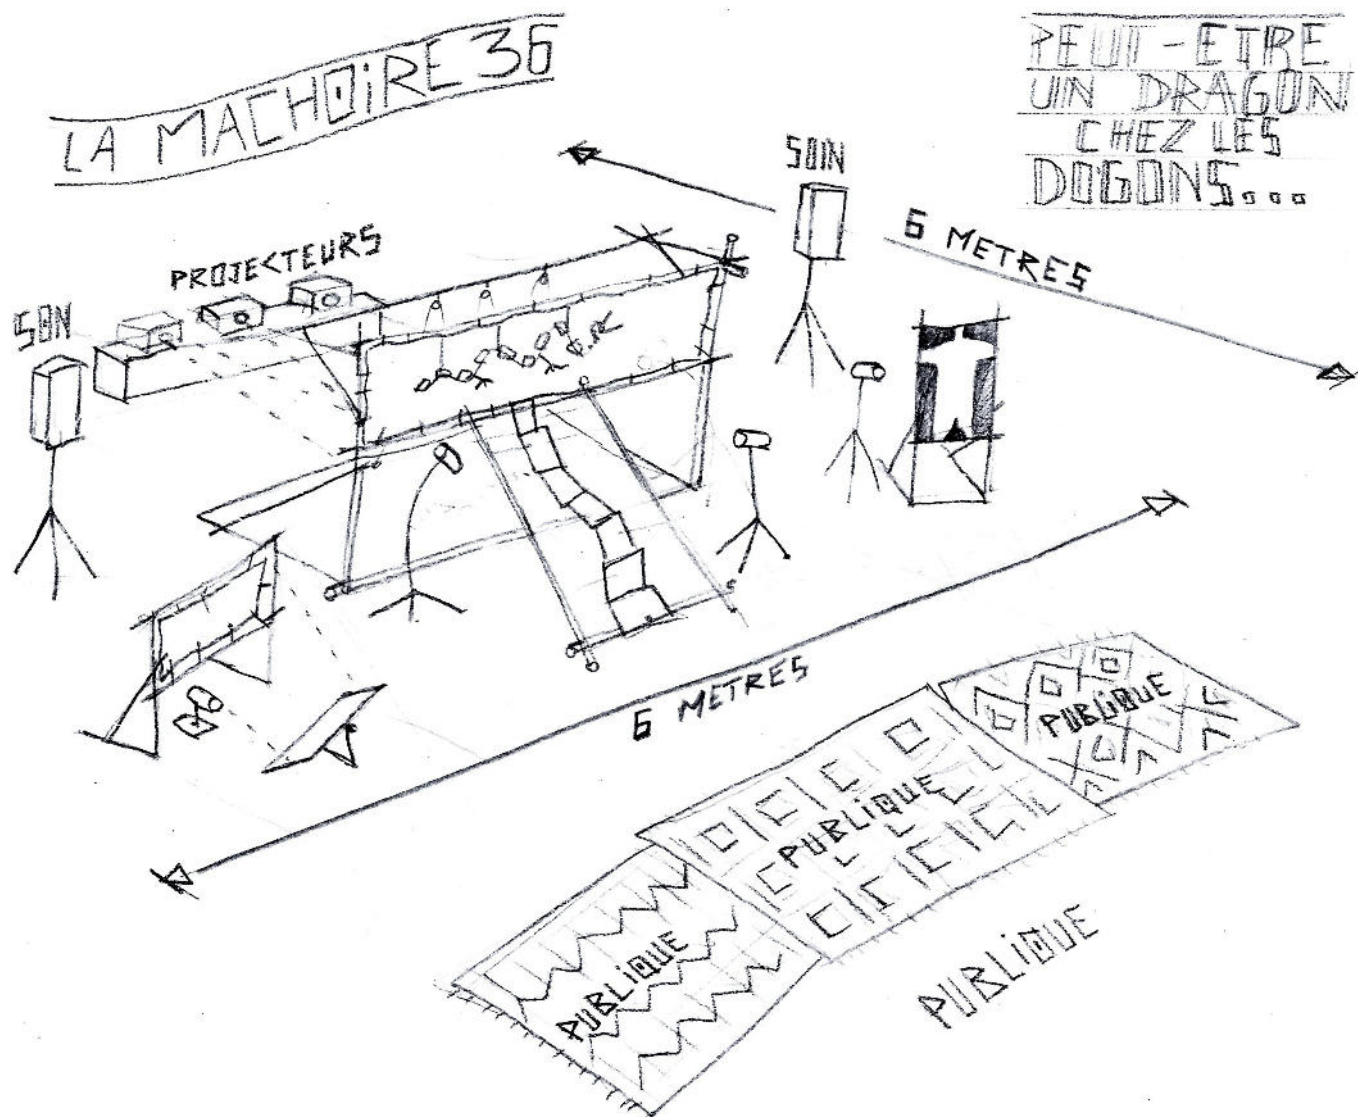 LA MACHOiRE 36
PEUT-ETRE
UN DRAGON
CHEZ LES
DOGONS...
SON
6 METRES
PROJECTEURS
SON
6 METRES
PUBLiQUE
PUBLiQUE
PUBLiQUE
PUBLiQUE